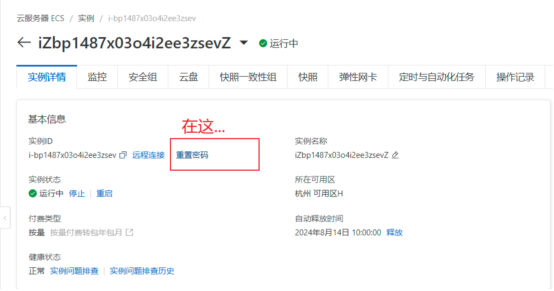 云服务器 ECS / 实例 / i-bp1487x03o4i2ee3zsev
← iZbp1487x03o4i2ee3zsevZ 运行中
实例详情 监控 安全组 云盘 快照一致性组 快照 弹性网卡 定时与自动化任务 操作记录
在这...
基本信息
实例ID 实例名称
i-bp1487x03o4i2ee3zsev 远程连接 重置密码 iZbp1487x03o4i2ee3zsevZ
实例状态 所在可用区
运行中 停止 重启 杭州 可用区H
付费类型 自动释放时间
按量 按量付费转包年包月 2024年8月14日 10:00:00 释放
健康状态
正常 实例问题排查 实例问题排查历史